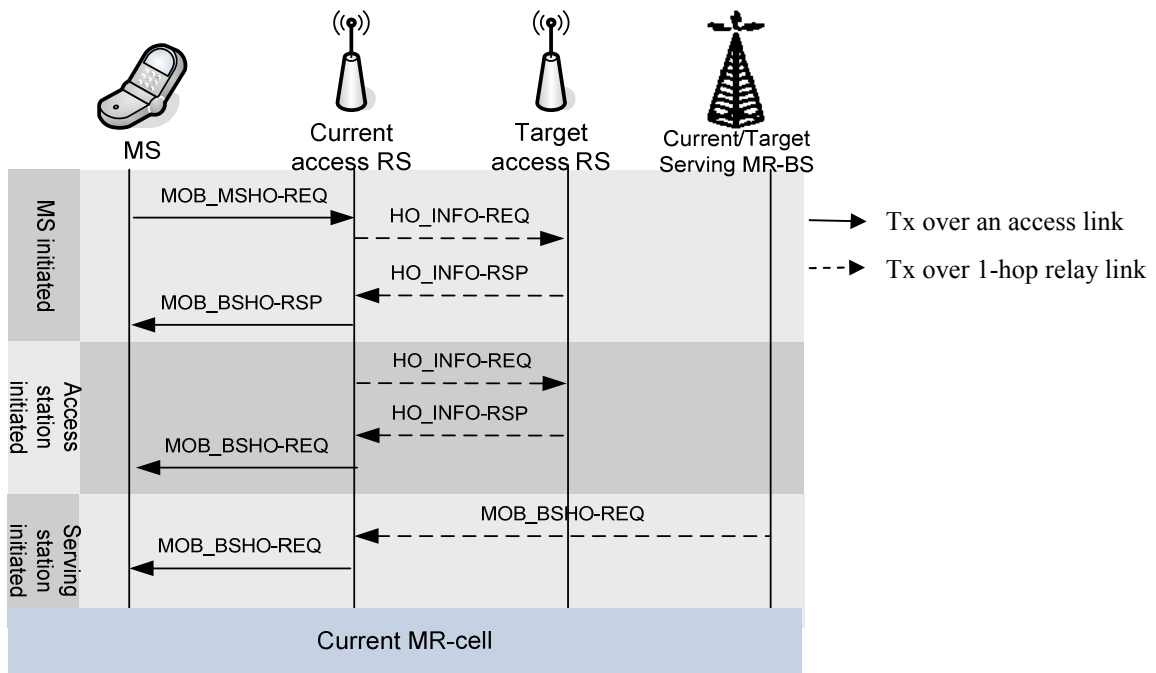 MS
Current
access RS
Target
access RS
Current/Target
Serving MR-BS
MS initiated
MOB_MSHO-REQ
HO_INFO-REQ
HO_INFO-RSP
MOB_BSHO-RSP
Tx over an access link
Tx over 1-hop relay link
Access
station
initiated
HO_INFO-REQ
HO_INFO-RSP
MOB_BSHO-REQ
Serving
station
initiated
MOB_BSHO-REQ
MOB_BSHO-REQ
Current MR-cell